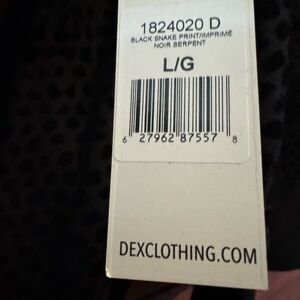 1824020 D
BLACK SNAKE PRINT/IMPRIMÉ
NOIR SERPENT
L/G
6 27962 87557 8
DEXCLOTHING.COM